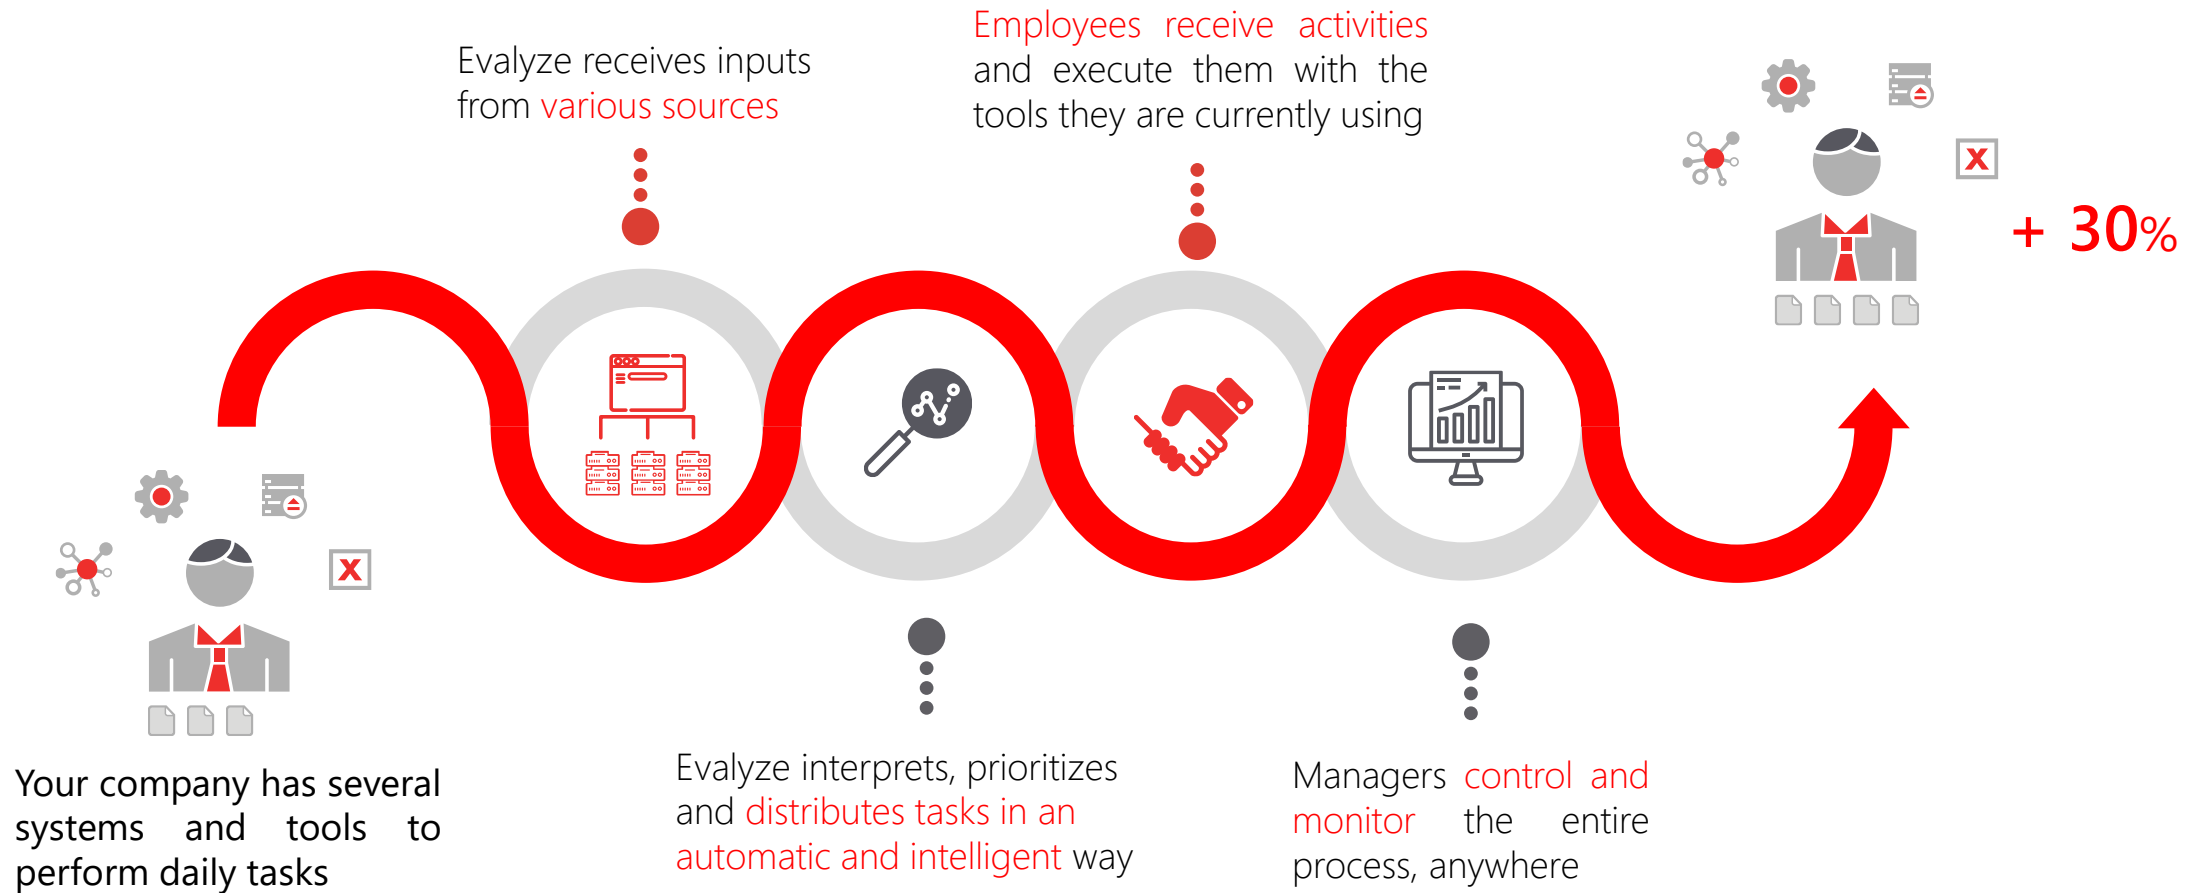 Evalyze receives inputs
from various sources
Employees receive activities
and execute them with the
tools they are currently using
+ 30%
Your company has several
systems and tools to
perform daily tasks
Evalyze interprets, prioritizes
and distributes tasks in an
automatic and intelligent way
Managers control and
monitor the entire
process, anywhere